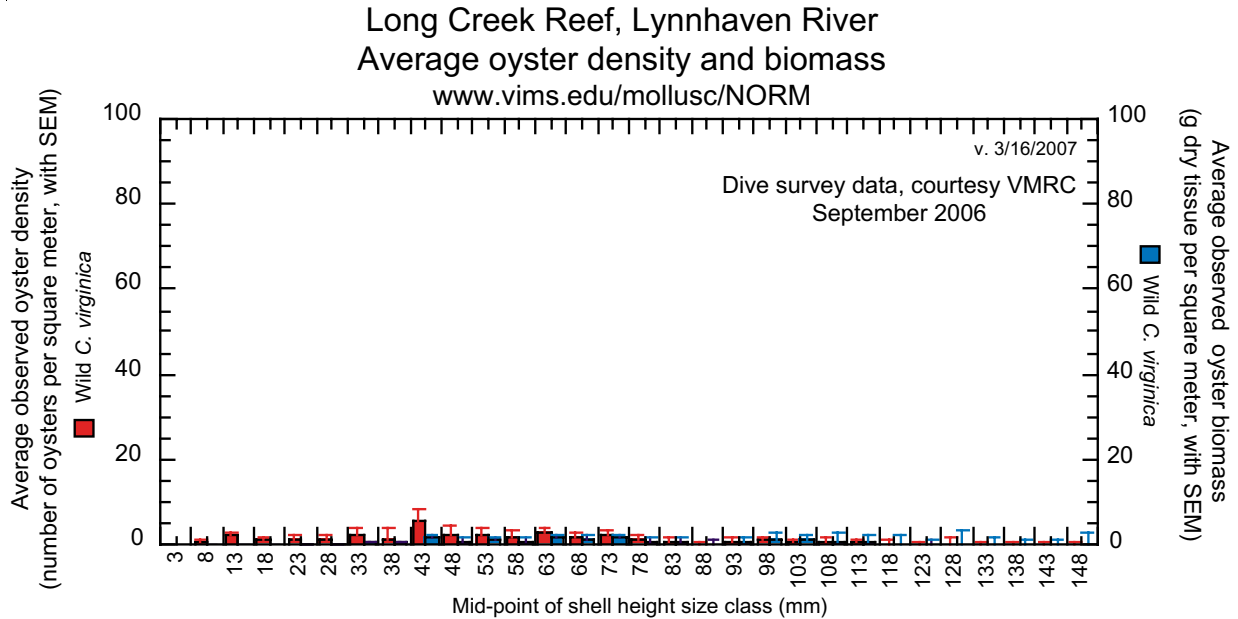 Long Creek Reef, Lynnhaven River
Average oyster density and biomass
www.vims.edu/mollusc/NORM
Average observed oyster density
(number of oysters per square meter, with SEM)
Wild C. virginica
100
80
60
40
20
0
v. 3/16/2007
Dive survey data, courtesy VMRC
September 2006
100
80
60
40
20
0
Wild C. virginica
Average observed oyster biomass
(g dry tissue per square meter, with SEM)
3 8 13 18 23 28 33 38 43 48 53 58 63 68 73 78 83 88 93 98 103 108 113 118 123 128 133 138 143 148
Mid-point of shell height size class (mm)